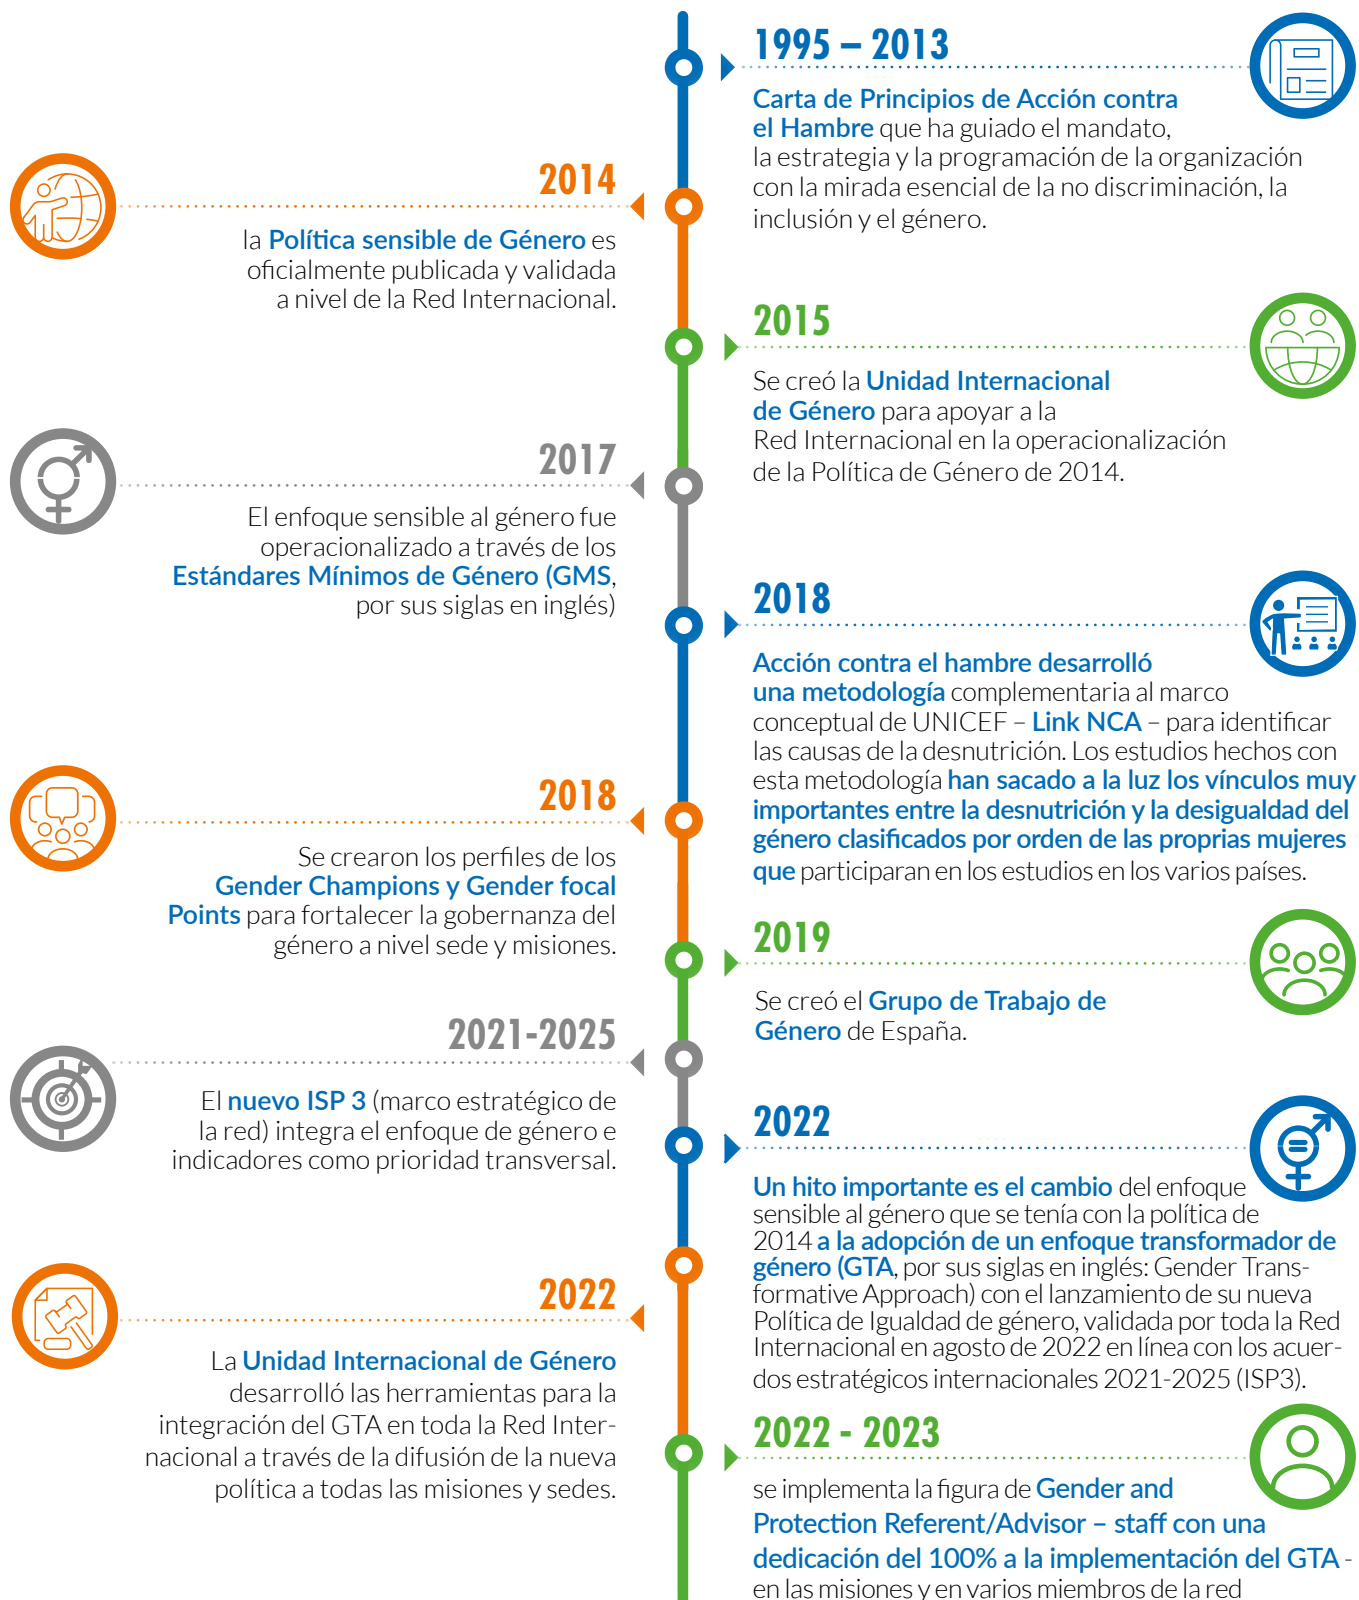 1995 – 2013
Carta de Principios de Acción contra
el Hambre que ha guiado el mandato,
la estrategia y la programación de la organización
con la mirada esencial de la no discriminación, la
inclusión y el género.
2014
la Política sensible de Género es
oficialmente publicada y validada
a nivel de la Red Internacional.
2015
Se creó la Unidad Internacional
de Género para apoyar a la
Red Internacional en la operacionalización
de la Política de Género de 2014.
2017
El enfoque sensible al género fue
operacionalizado a través de los
Estándares Mínimos de Género (GMS,
por sus siglas en inglés)
2018
Acción contra el hambre desarrolló
una metodología complementaria al marco
conceptual de UNICEF – Link NCA – para identificar
las causas de la desnutrición. Los estudios hechos con
esta metodología han sacado a la luz los vínculos muy
importantes entre la desnutrición y la desigualdad del
género clasificados por orden de las proprias mujeres
que participaran en los estudios en los varios países.
2018
Se crearon los perfiles de los
Gender Champions y Gender focal
Points para fortalecer la gobernanza del
género a nivel sede y misiones.
2019
Se creó el Grupo de Trabajo de
Género de España.
2021-2025
El nuevo ISP 3 (marco estratégico de
la red) integra el enfoque de género e
indicadores como prioridad transversal.
2022
Un hito importante es el cambio del enfoque
sensible al género que se tenía con la política de
2014 a la adopción de un enfoque transformador de
género (GTA, por sus siglas en inglés: Gender Trans-
formative Approach) con el lanzamiento de su nueva
Política de Igualdad de género, validada por toda la Red
Internacional en agosto de 2022 en línea con los acuer-
dos estratégicos internacionales 2021-2025 (ISP3).
2022
La Unidad Internacional de Género
desarrolló las herramientas para la
integración del GTA en toda la Red Inter-
nacional a través de la difusión de la nueva
política a todas las misiones y sedes.
2022 - 2023
se implementa la figura de Gender and
Protection Referent/Advisor – staff con una
dedicación del 100% a la implementación del GTA -
en las misiones y en varios miembros de la red